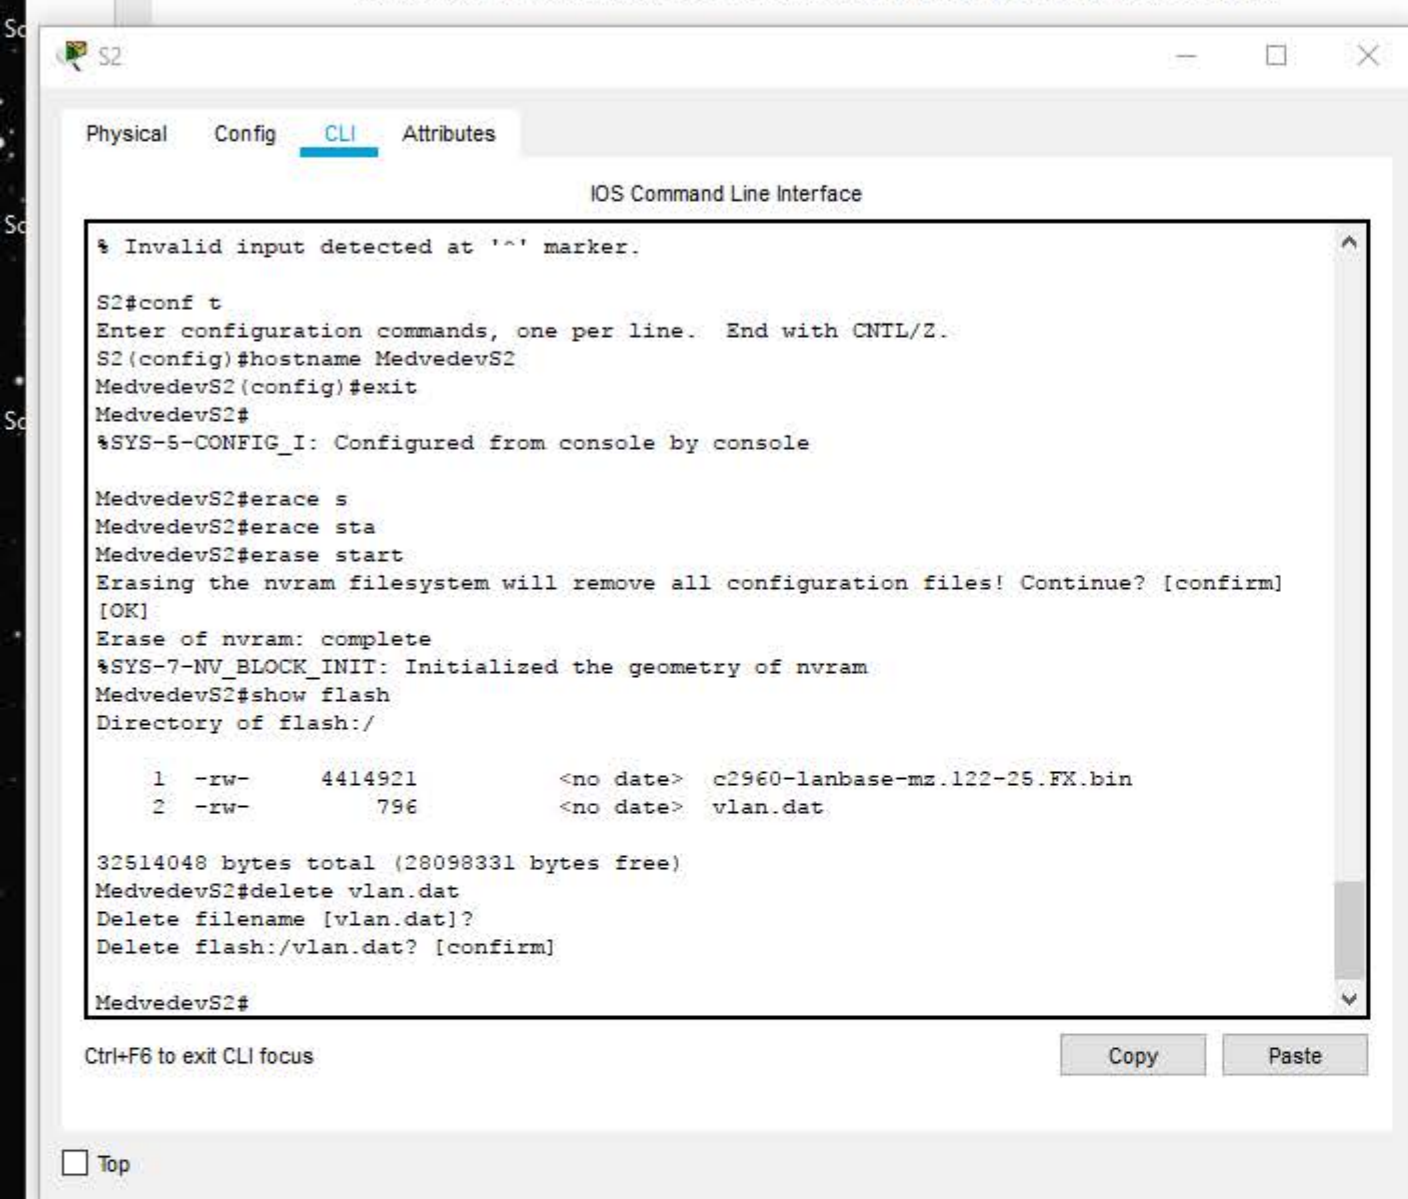 S2
Physical Config CLI Attributes
IOS Command Line Interface
% Invalid input detected at '^' marker.
S2#conf t
Enter configuration commands, one per line.  End with CNTL/Z.
S2(config)#hostname MedvedevS2
MedvedevS2(config)#exit
MedvedevS2#
%SYS-5-CONFIG_I: Configured from console by console
MedvedevS2#erace s
MedvedevS2#erace sta
MedvedevS2#erase start
Erasing the nvram filesystem will remove all configuration files! Continue? [confirm]
[OK]
Erase of nvram: complete
%SYS-7-NV_BLOCK_INIT: Initialized the geometry of nvram
MedvedevS2#show flash
Directory of flash:/
1 -rw- 4414921 <no date> c2960-lanbase-mz.122-25.FX.bin
2 -rw- 796 <no date> vlan.dat
32514048 bytes total (28098331 bytes free)
MedvedevS2#delete vlan.dat
Delete filename [vlan.dat]?
Delete flash:/vlan.dat? [confirm]
MedvedevS2#
Ctrl+F6 to exit CLI focus
Copy Paste
Top